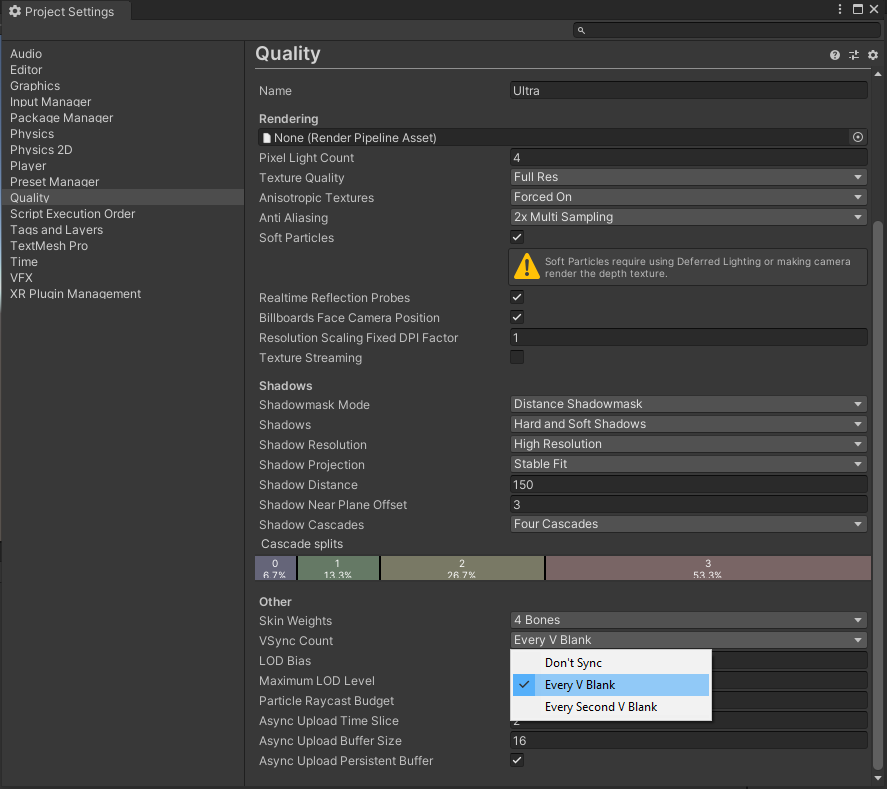 Project Settings
Audio
Editor
Graphics
Input Manager
Package Manager
Physics
Physics 2D
Player
Preset Manager
Quality
Script Execution Order
Tags and Layers
TextMesh Pro
Time
VFX
XR Plugin Management
Quality
Name Ultra
Rendering
None (Render Pipeline Asset)
Pixel Light Count 4
Texture Quality Full Res
Anisotropic Textures Forced On
Anti Aliasing 2x Multi Sampling
Soft Particles
Soft Particles require using Deferred Lighting or making camera
render the depth texture.
Realtime Reflection Probes
Billboards Face Camera Position
Resolution Scaling Fixed DPI Factor 1
Texture Streaming
Shadows
Shadowmask Mode Distance Shadowmask
Shadows Hard and Soft Shadows
Shadow Resolution High Resolution
Shadow Projection Stable Fit
Shadow Distance 150
Shadow Near Plane Offset 3
Shadow Cascades Four Cascades
Cascade splits
0 1 2 3
6.7% 13.3% 26.7% 53.3%
Other
Skin Weights 4 Bones
VSync Count Every V Blank
LOD Bias
Don't Sync
Maximum LOD Level
Every V Blank
Particle Raycast Budget
Every Second V Blank
Async Upload Time Slice 2
Async Upload Buffer Size 16
Async Upload Persistent Buffer